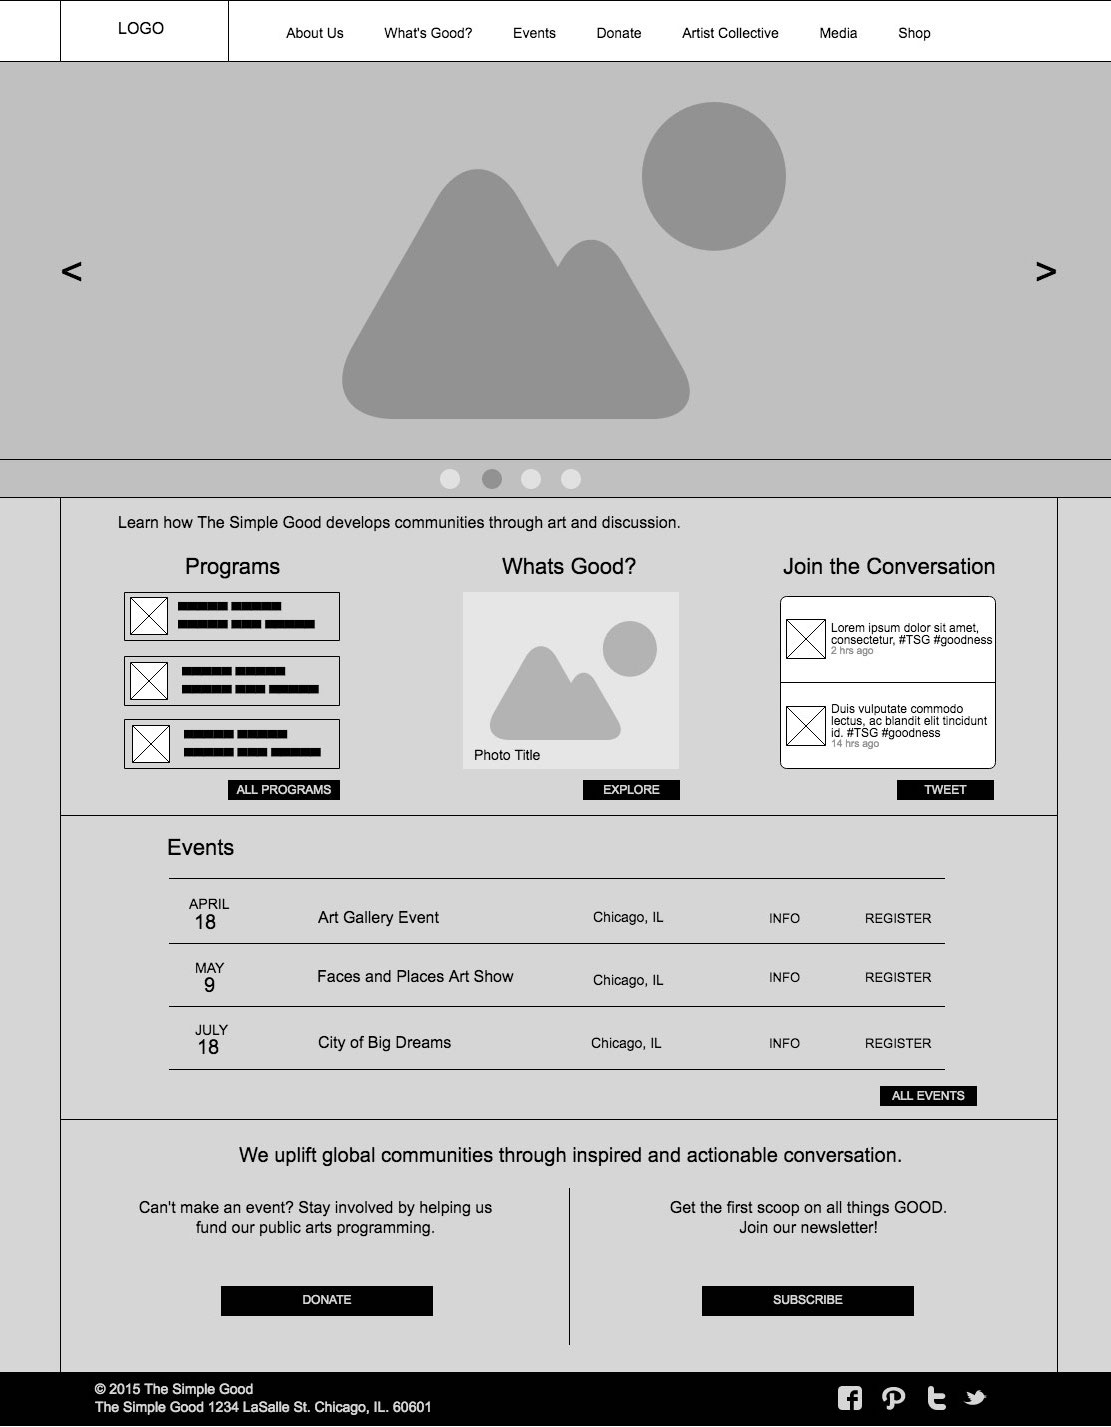 LOGO
About Us
What's Good?
Events
Donate
Artist Collective
Media
Shop
<
>
Learn how The Simple Good develops communities through art and discussion.
Programs
ALL PROGRAMS
Whats Good?
Photo Title
EXPLORE
Join the Conversation
Lorem ipsum dolor sit amet,
consectetur, #TSG #goodness
2 hrs ago
Duis vulputate commodo
lectus, ac blandit elit tincidunt
id. #TSG #goodness
14 hrs ago
TWEET
Events
APRIL
18
Art Gallery Event
Chicago, IL
INFO
REGISTER
MAY
9
Faces and Places Art Show
Chicago, IL
INFO
REGISTER
JULY
18
City of Big Dreams
Chicago, IL
INFO
REGISTER
ALL EVENTS
We uplift global communities through inspired and actionable conversation.
Can't make an event? Stay involved by helping us
fund our public arts programming.
DONATE
Get the first scoop on all things GOOD.
Join our newsletter!
SUBSCRIBE
© 2015 The Simple Good
The Simple Good 1234 LaSalle St. Chicago, IL. 60601